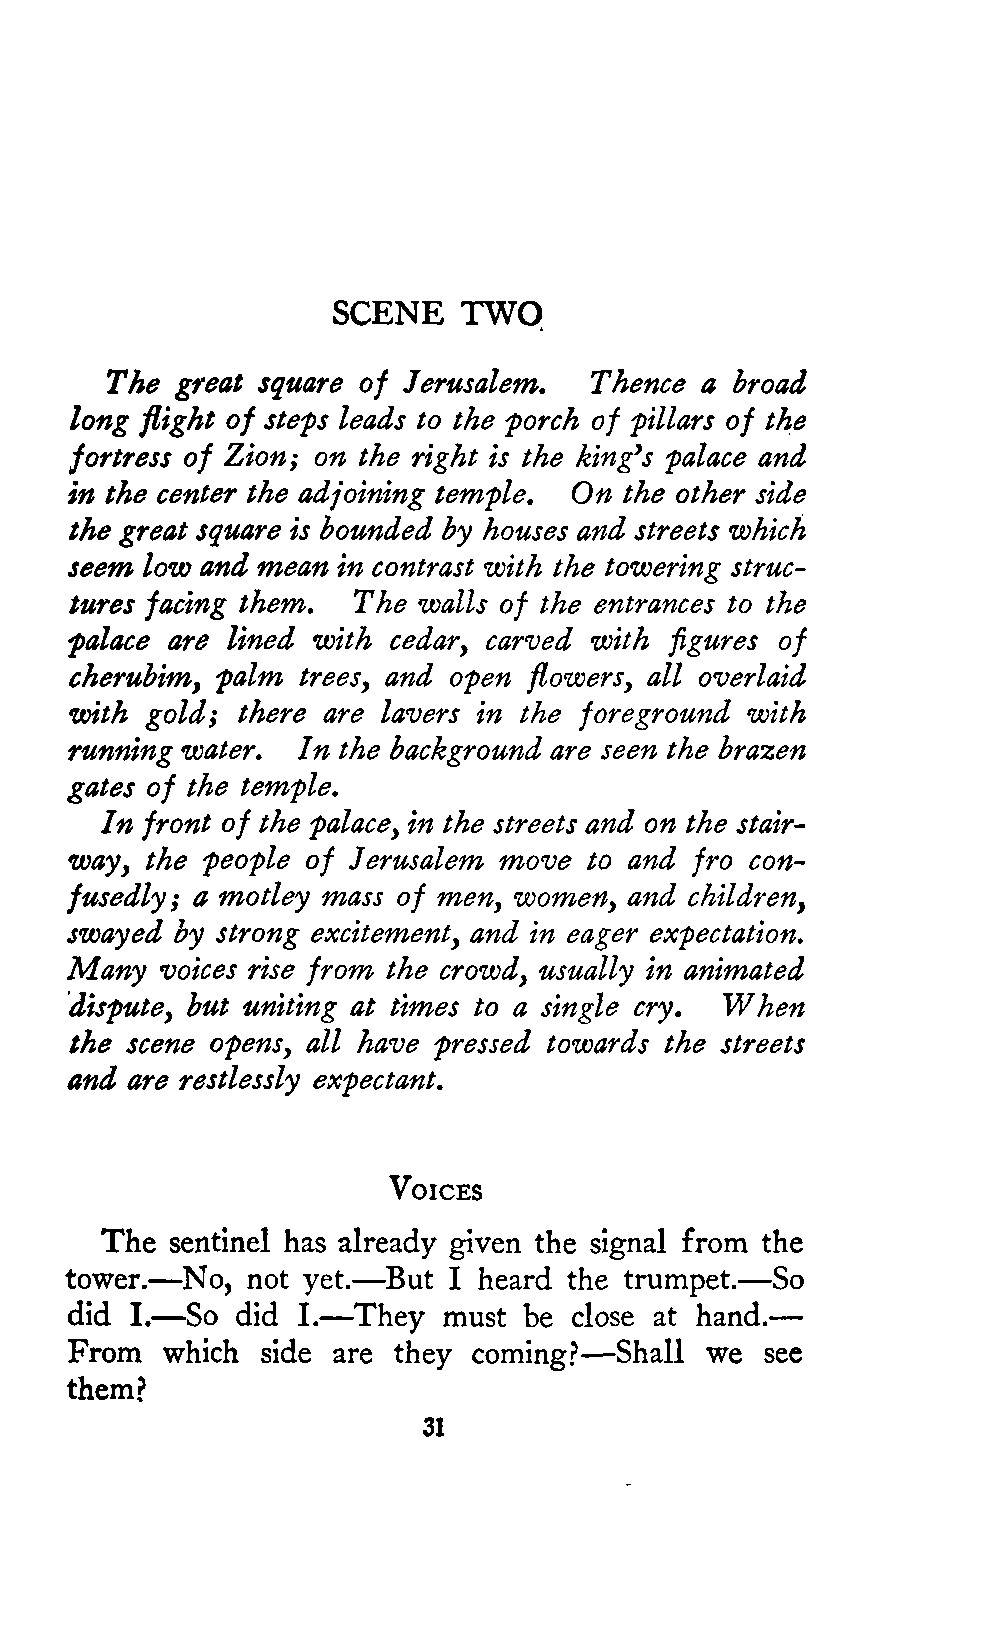 SCENE TWO
The great square of Jerusalem. Thence a broad
long flight of steps leads to the porch of pillars of the
fortress of Zion; on the right is the king's palace and
in the center the adjoining temple. On the other side
the great square is bounded by houses and streets which
seem low and mean in contrast with the towering struc-
tures facing them. The walls of the entrances to the
palace are lined with cedar, carved with figures of
cherubim, palm trees, and open flowers, all overlaid
with gold; there are lavers in the foreground with
running water. In the background are seen the brazen
gates of the temple.
In front of the palace, in the streets and on the stair-
way, the people of Jerusalem move to and fro con-
fusedly; a motley mass of men, women, and children,
swayed by strong excitement, and in eager expectation.
Many voices rise from the crowd, usually in animated
dispute, but uniting at times to a single cry. When
the scene opens, all have pressed towards the streets
and are restlessly expectant.
VOICES
The sentinel has already given the signal from the
tower.—No, not yet.—But I heard the trumpet.—So
did I.—So did I.—They must be close at hand.—
From which side are they coming?—Shall we see
them?
31